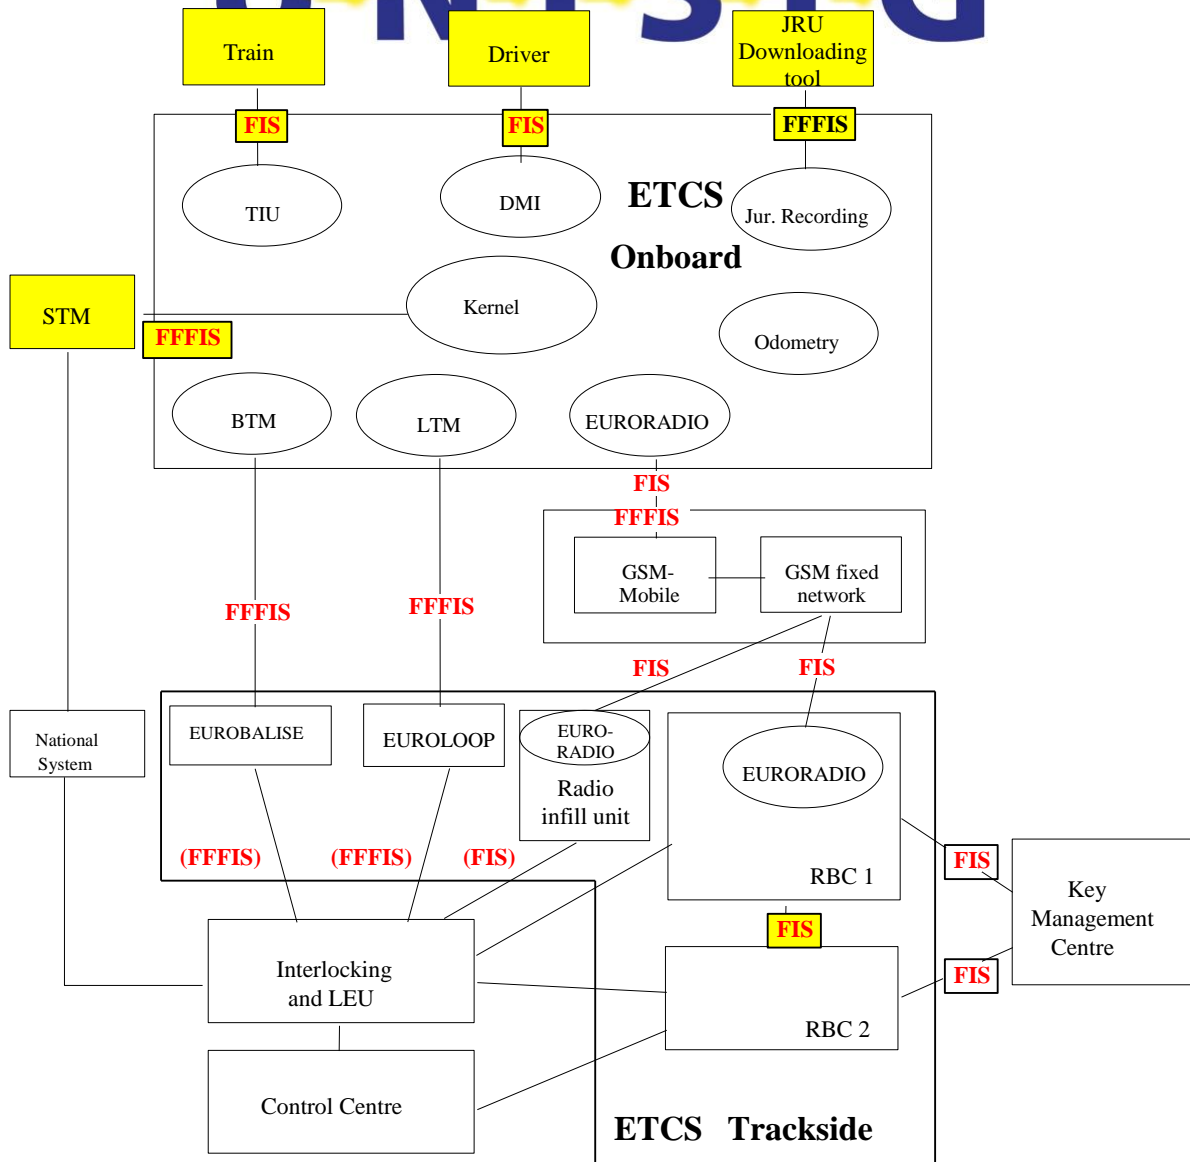 U-N-I-S-I-G
Train
Driver
JRU
Downloading
tool
FIS
FIS
FFFIS
TIU
DMI
ETCS
Jur. Recording
Onboard
STM
Kernel
FFFIS
Odometry
BTM
LTM
EURORADIO
FIS
FFFIS
GSM-
Mobile
GSM fixed
network
FFFIS
FFFIS
FIS
FIS
National
System
EUROBALISE
EUROLOOP
EURO-
RADIO
Radio
infill unit
EURORADIO
(FFFIS)
(FFFIS)
(FIS)
RBC 1
FIS
Key
Management
Centre
FIS
FIS
Interlocking
and LEU
RBC 2
Control Centre
ETCS Trackside